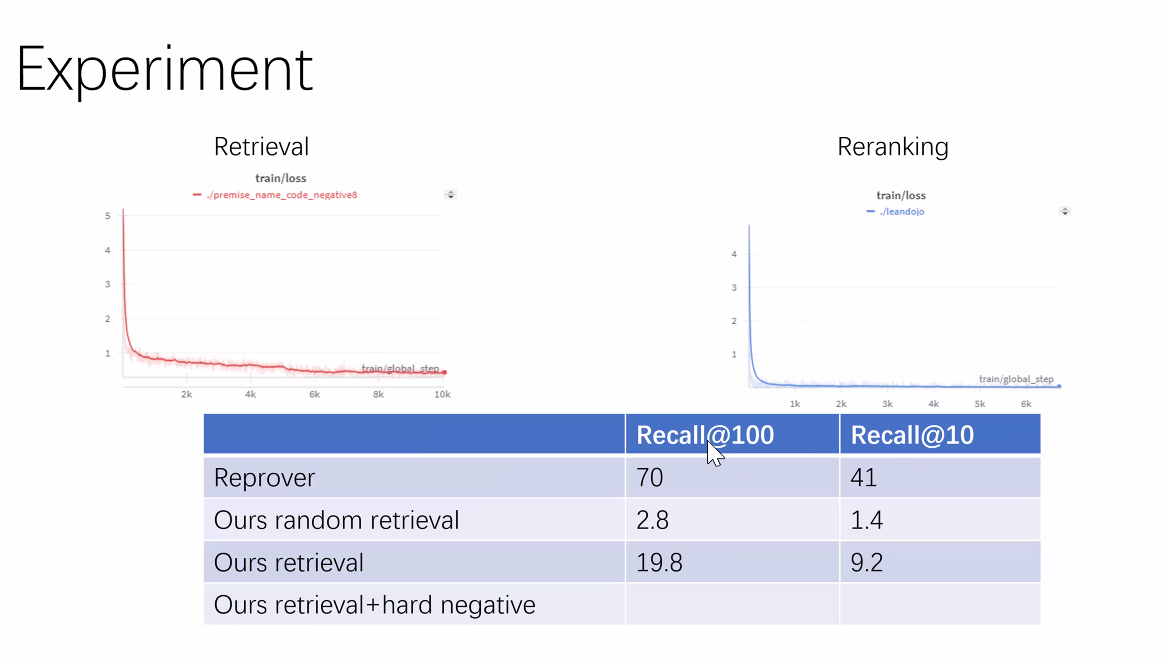 Experiment
Retrieval
train/loss
./premise_name_code_negative8
5
4
3
2
1
train/global_step
2k
4k
6k
8k
10k
Reranking
train/loss
./leandojo
4
3
2
1
train/global_step
1k
2k
3k
4k
5k
6k
Recall@100 Recall@10
Reprover 70 41
Ours random retrieval 2.8 1.4
Ours retrieval 19.8 9.2
Ours retrieval+hard negative